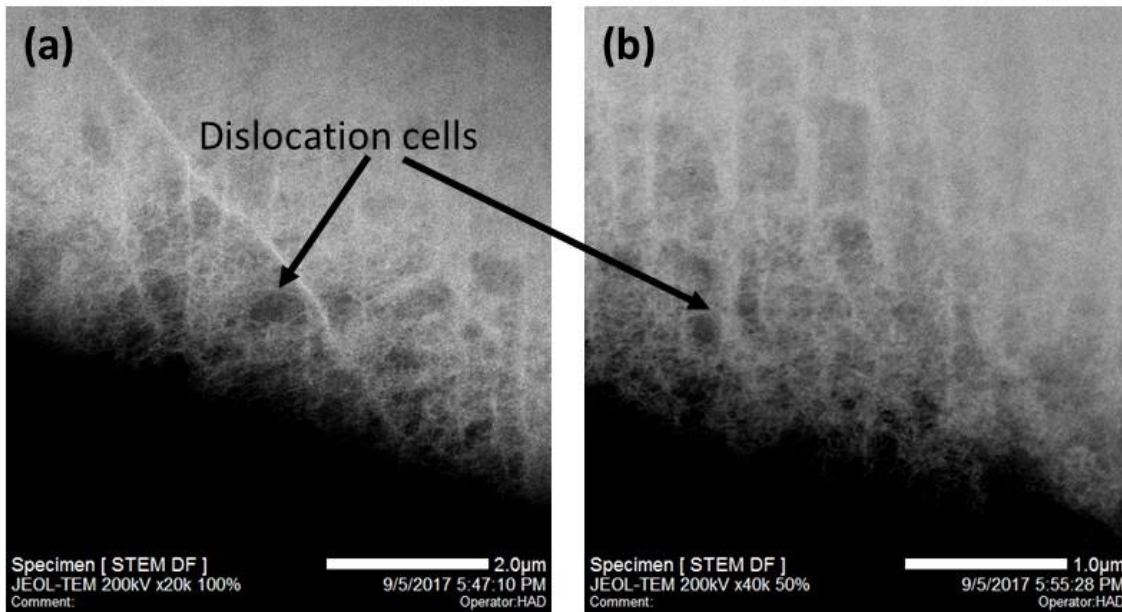 (a)
(b)
Dislocation cells
Specimen [ STEM DF ]
2.0μm
JEOL-TEM 200kV x20k 100%
9/5/2017 5:47:10 PM
Comment:
Operator:HAD
Specimen [ STEM DF ]
1.0μm
JEOL-TEM 200kV x40k 50%
9/5/2017 5:55:28 PM
Comment:
Operator:HAD